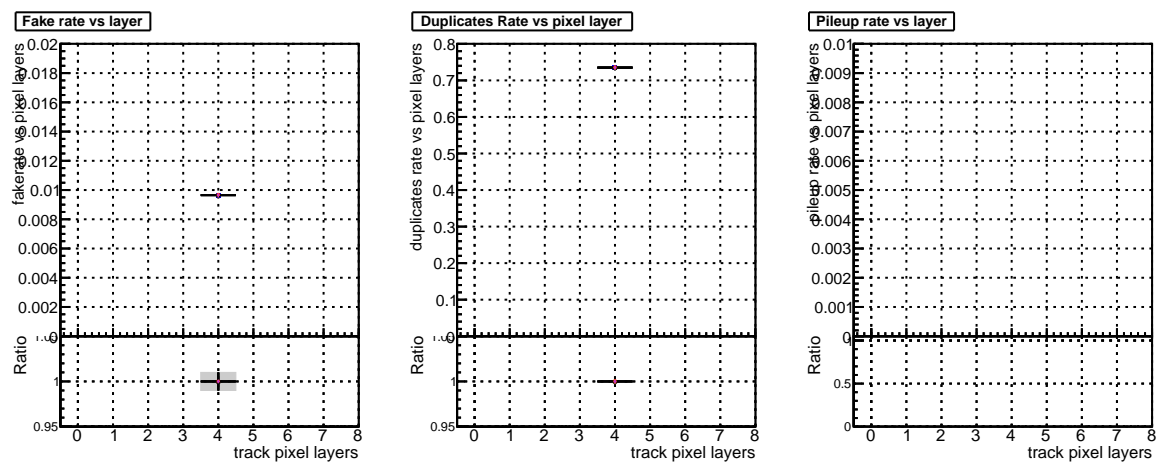 Fake rate vs layer
fakerate vs pixel layers
0.02
0.018
0.016
0.014
0.012
0.01
0.008
0.006
0.004
0.002
0
Ratio
1
0.95
0 1 2 3 4 5 6 7 8
track pixel layers
Duplicates Rate vs pixel layer
duplicates rate vs pixel layers
0.8
0.7
0.6
0.5
0.4
0.3
0.2
0.1
0
Ratio
1
0.95
0 1 2 3 4 5 6 7 8
track pixel layers
Pileup rate vs layer
pileup rate vs pixel layers
0.01
0.009
0.008
0.007
0.006
0.005
0.004
0.003
0.002
0.001
0
Ratio
1
0.5
0
0 1 2 3 4 5 6 7 8
track pixel layers